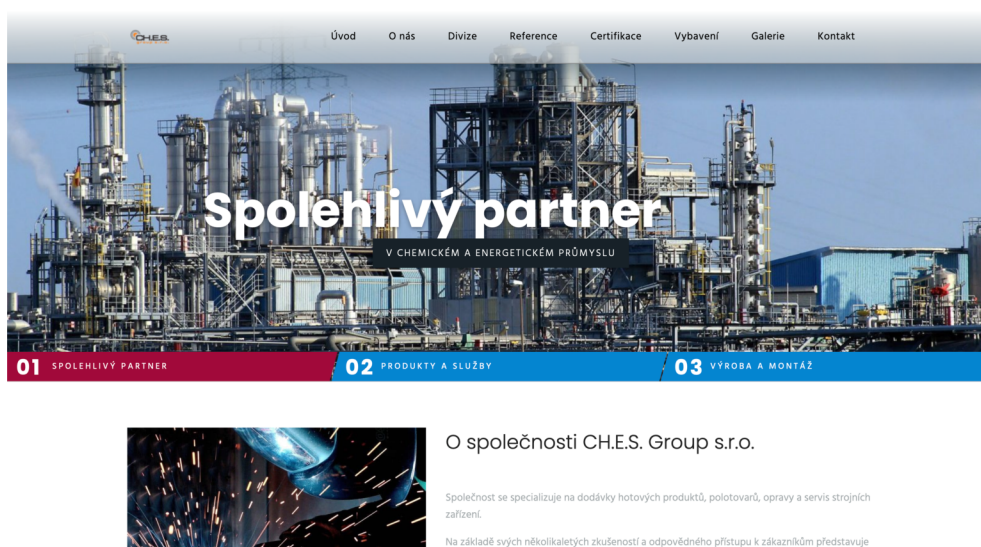 CH.E.S.
Úvod O nás Divize Reference Certifikace Vybavení Galerie Kontakt
Spolehlivý partner
V CHEMICKÉM A ENERGETICKÉM PRŮMYSLU
01 SPOLEHLIVÝ PARTNER
02 PRODUKTY A SLUŽBY
03 VÝROBA A MONTÁŽ
O společnosti CH.E.S. Group s.r.o.
Společnost se specializuje na dodávky hotových produktů, polotovarů, opravy a servis strojních
zařízení.
Na základě svých několikaletých zkušeností a odpovědného přístupu k zákazníkům představuje